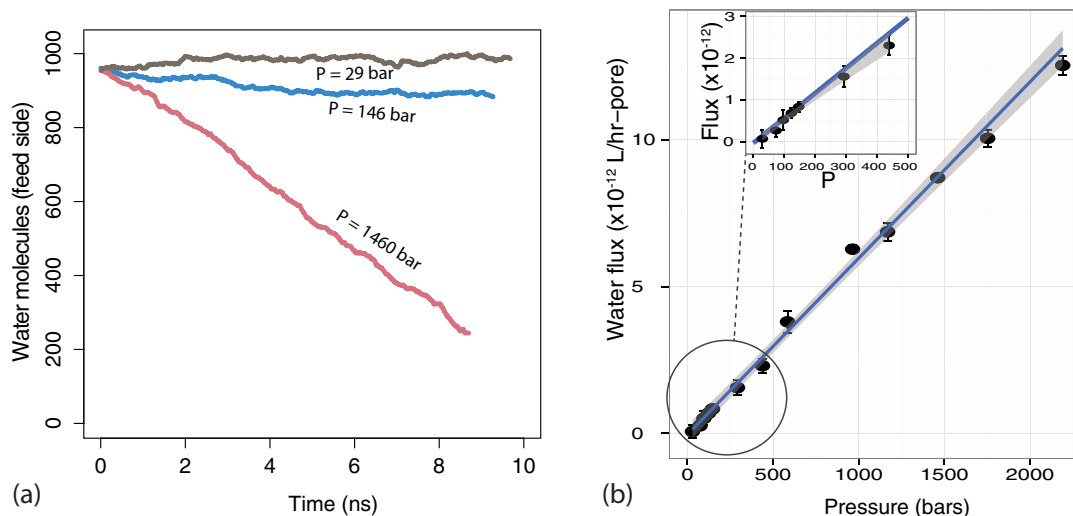 1000
800
600
400
200
0
Water molecules (feed side)
P = 29 bar
P = 146 bar
P = 1460 bar
0 2 4 6 8 10
Time (ns)
(a)
3
2
1
0
Flux (x10⁻¹²)
0 100 200 300 400 500
P
10
5
0
Water flux (x10⁻¹² L/hr−pore)
0 500 1000 1500 2000
Pressure (bars)
(b)